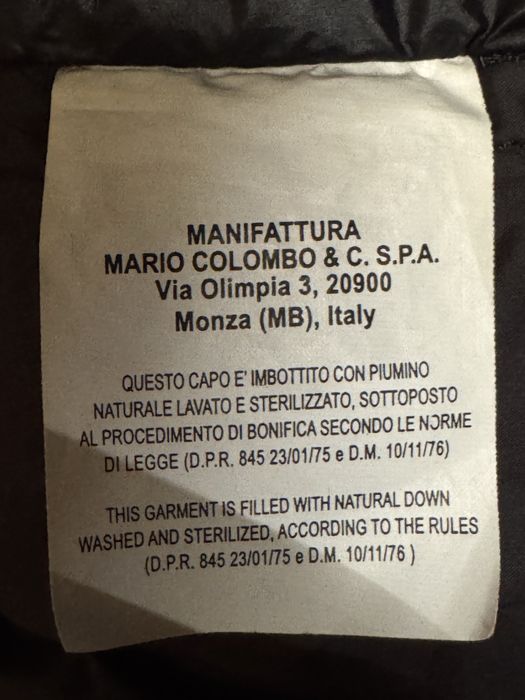 MANIFATTURA
MARIO COLOMBO & C. S.P.A.
Via Olimpia 3, 20900
Monza (MB), Italy
QUESTO CAPO E' IMBOTTITO CON PIUMINO
NATURALE LAVATO E STERILIZZATO, SOTTOPOSTO
AL PROCEDIMENTO DI BONIFICA SECONDO LE NORME
DI LEGGE (D.P.R. 845 23/01/75 e D.M. 10/11/76)
THIS GARMENT IS FILLED WITH NATURAL DOWN
WASHED AND STERILIZED, ACCORDING TO THE RULES
(D.P.R. 845 23/01/75 e D.M. 10/11/76 )